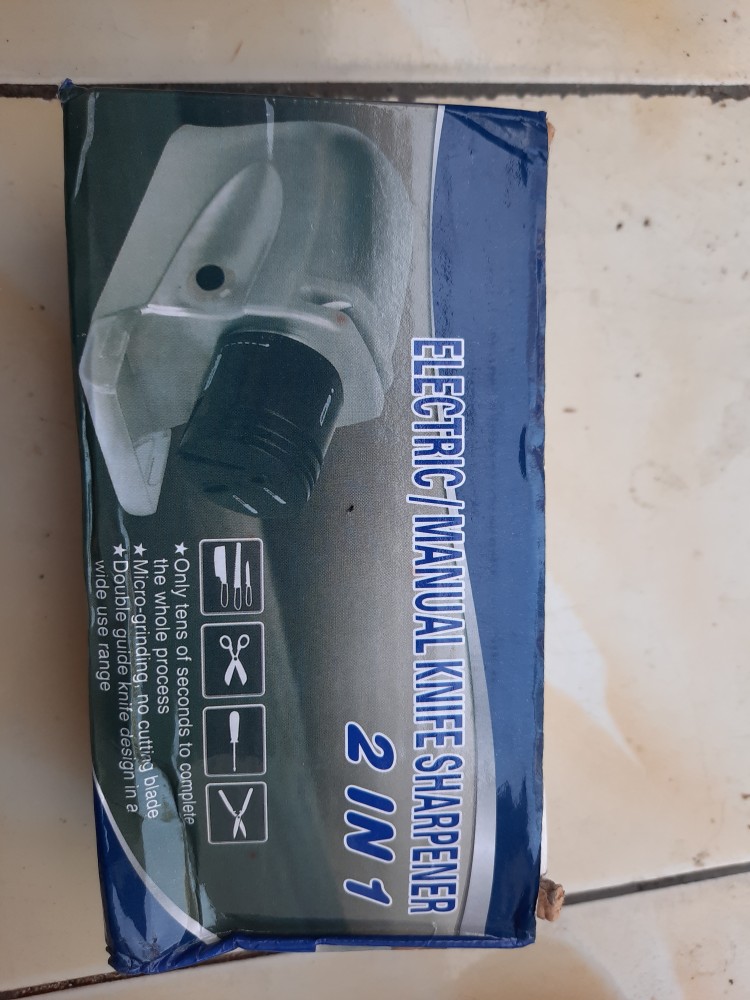 ELECTRIC / MANUAL KNIFE SHARPENER
2 IN 1
★Only tens of seconds to complete
the whole process
★Micro-grinding, no cutting blade
★Double guide knife design in a
wide use range